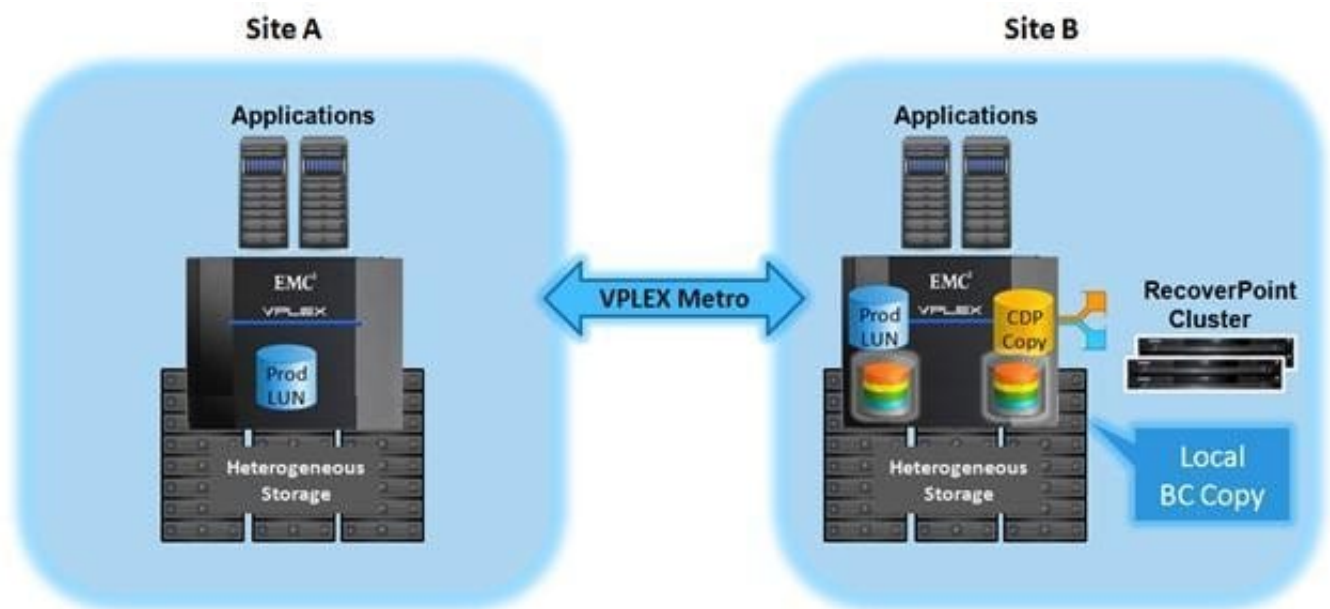 Site A
Applications
EMC²
VPLEX
Prod
LUN
Heterogeneous
Storage
VPLEX Metro
Site B
Applications
EMC²
VPLEX
Prod
LUN
CDP
Copy
Heterogeneous
Storage
RecoverPoint
Cluster
Local
BC Copy